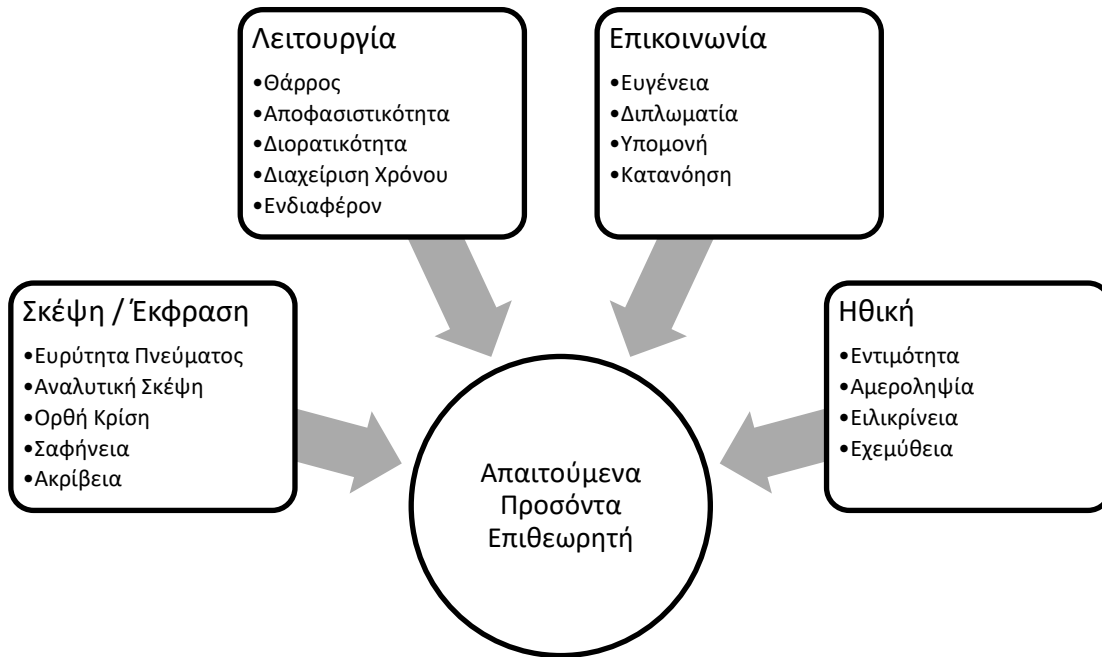 Λειτουργία
•Θάρρος
•Αποφασιστικότητα
•Διορατικότητα
•Διαχείριση Χρόνου
•Ενδιαφέρον
Επικοινωνία
•Ευγένεια
•Διπλωματία
•Υπομονή
•Κατανόηση
Σκέψη / Έκφραση
•Ευρύτητα Πνεύματος
•Αναλυτική Σκέψη
•Ορθή Κρίση
•Σαφήνεια
•Ακρίβεια
Ηθική
•Εντιμότητα
•Αμεροληψία
•Ειλικρίνεια
•Εχεμύθεια
Απαιτούμενα
Προσόντα
Επιθεωρητή